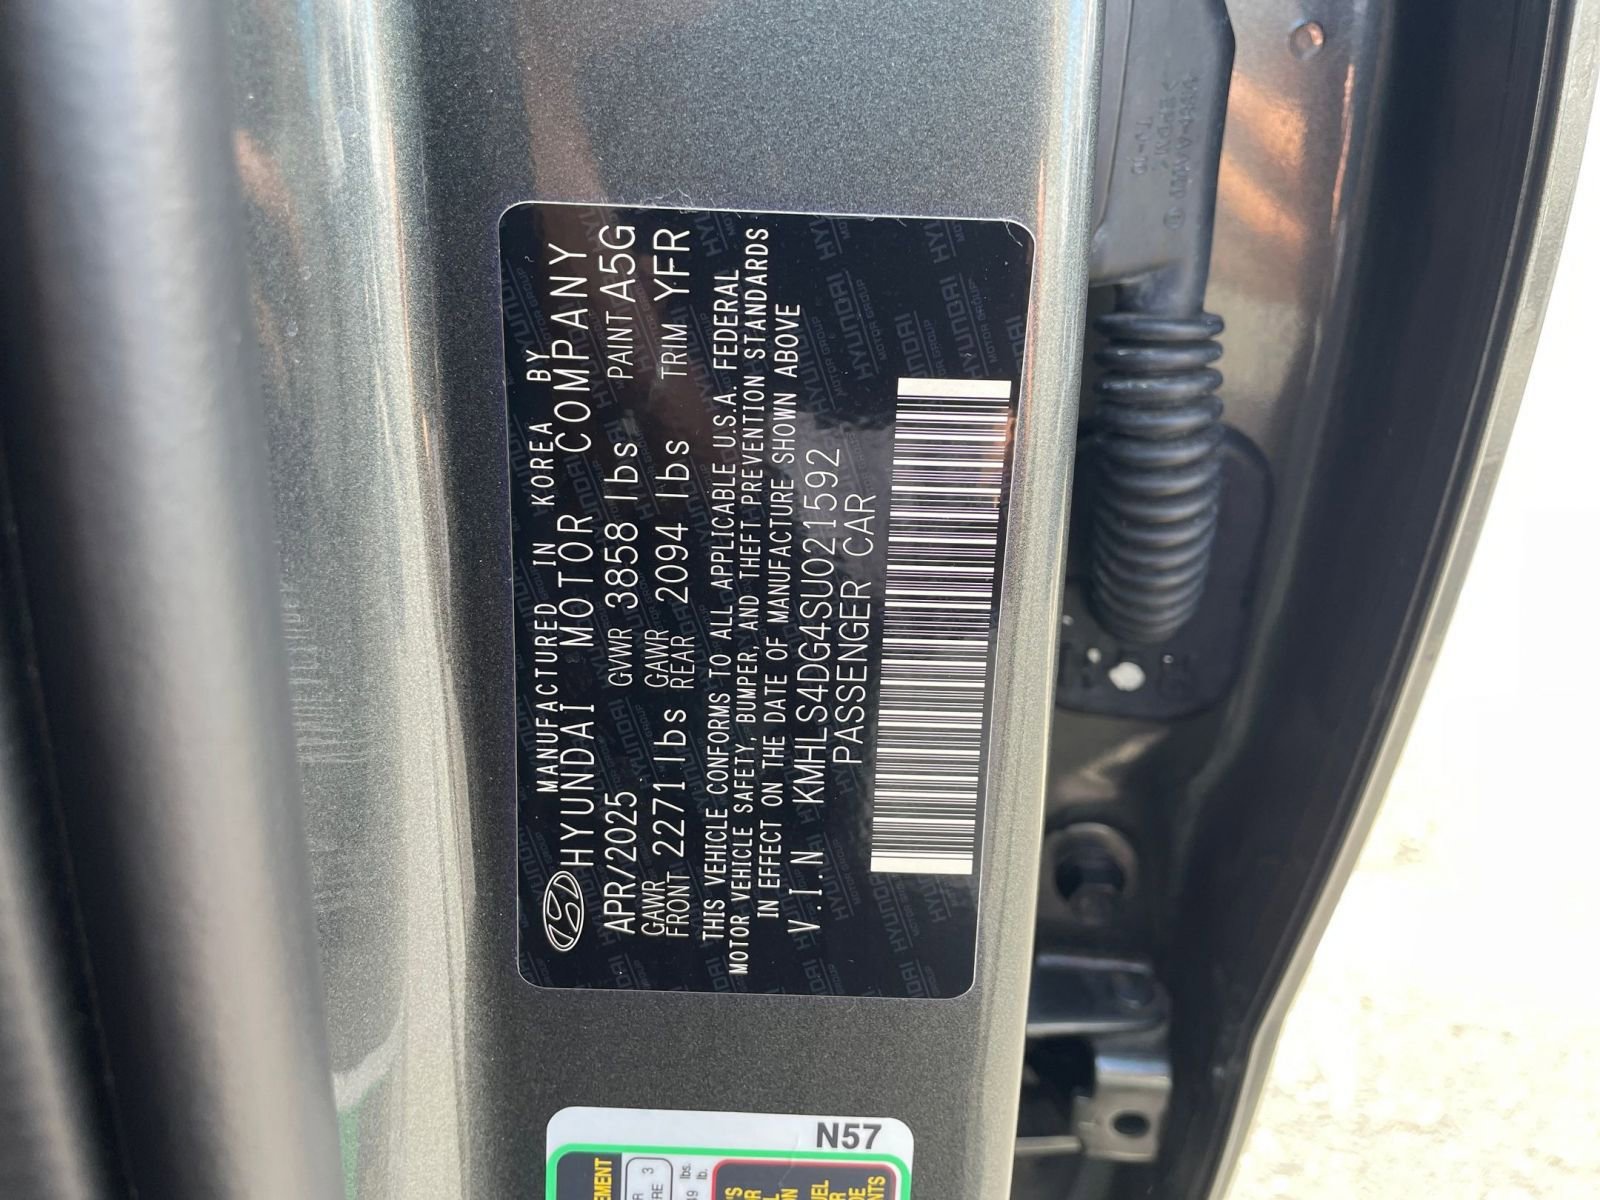 MANUFACTURED IN KOREA BY
HYUNDAI MOTOR COMPANY
APR/2025 GVWR 3858 lbs PAINT A5G
GAWR FRONT 2271 lbs GAWR REAR 2094 lbs TRIM YFR
THIS VEHICLE CONFORMS TO ALL APPLICABLE U.S.A. FEDERAL
MOTOR VEHICLE SAFETY, BUMPER, AND THEFT PREVENTION STANDARDS
IN EFFECT ON THE DATE OF MANUFACTURE SHOWN ABOVE
V.I.N KMHLS4DG4SU021592
PASSENGER CAR
N57